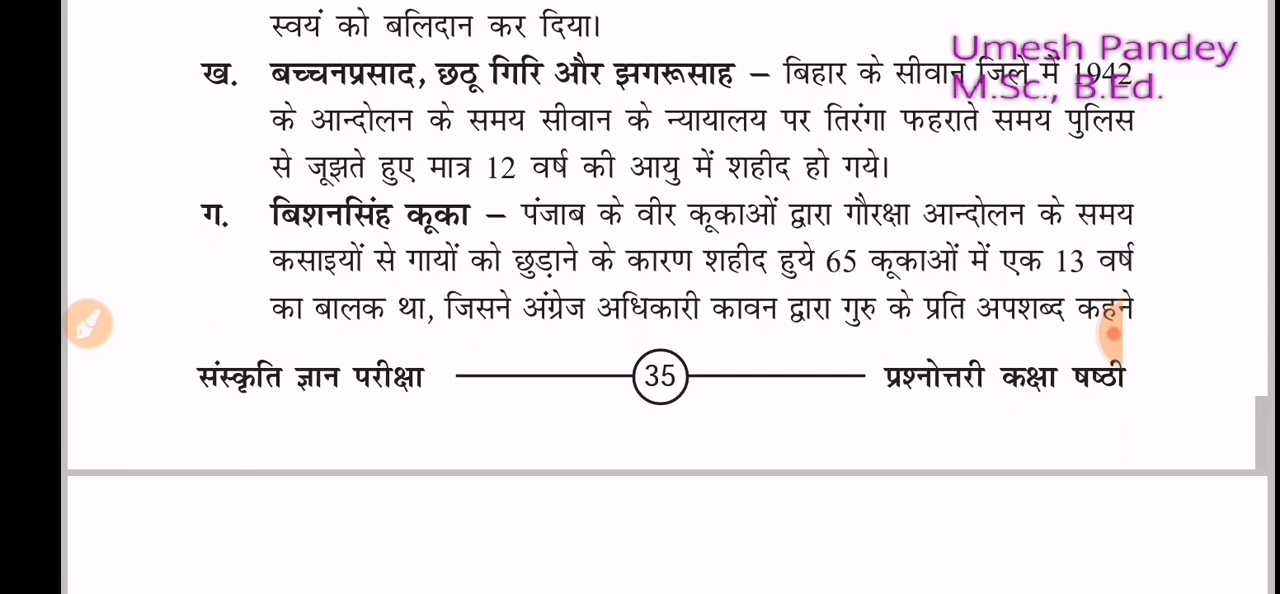 स्वयं को बलिदान कर दिया।
Umesh Pandey
M.Sc., B.Ed.
ख. बच्चनप्रसाद, छठू गिरि और झगरूसाह – बिहार के सीवान जिले में 1942
के आन्दोलन के समय सीवान के न्यायालय पर तिरंगा फहराते समय पुलिस
से जूझते हुए मात्र 12 वर्ष की आयु में शहीद हो गये।
ग. बिशनसिंह कूका – पंजाब के वीर कूकाओं द्वारा गौरक्षा आन्दोलन के समय
कसाइयों से गायों को छुड़ाने के कारण शहीद हुये 65 कूकाओं में एक 13 वर्ष
का बालक था, जिसने अंग्रेज अधिकारी कावन द्वारा गुरु के प्रति अपशब्द कहने
संस्कृति ज्ञान परीक्षा 35 प्रश्नोत्तरी कक्षा षष्ठी